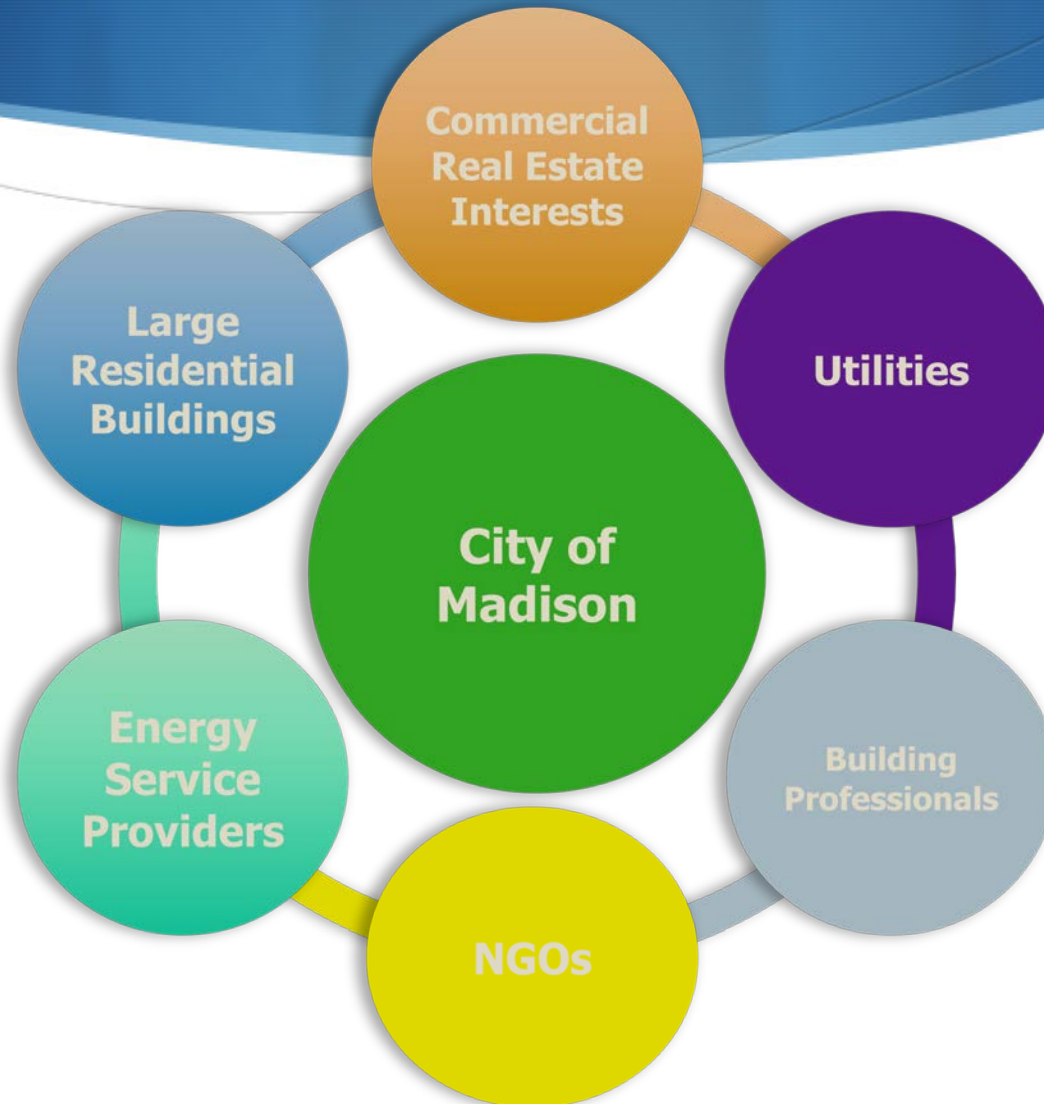 Commercial
Real Estate
Interests
Large
Residential
Buildings
Utilities
City of
Madison
Energy
Service
Providers
Building
Professionals
NGOs